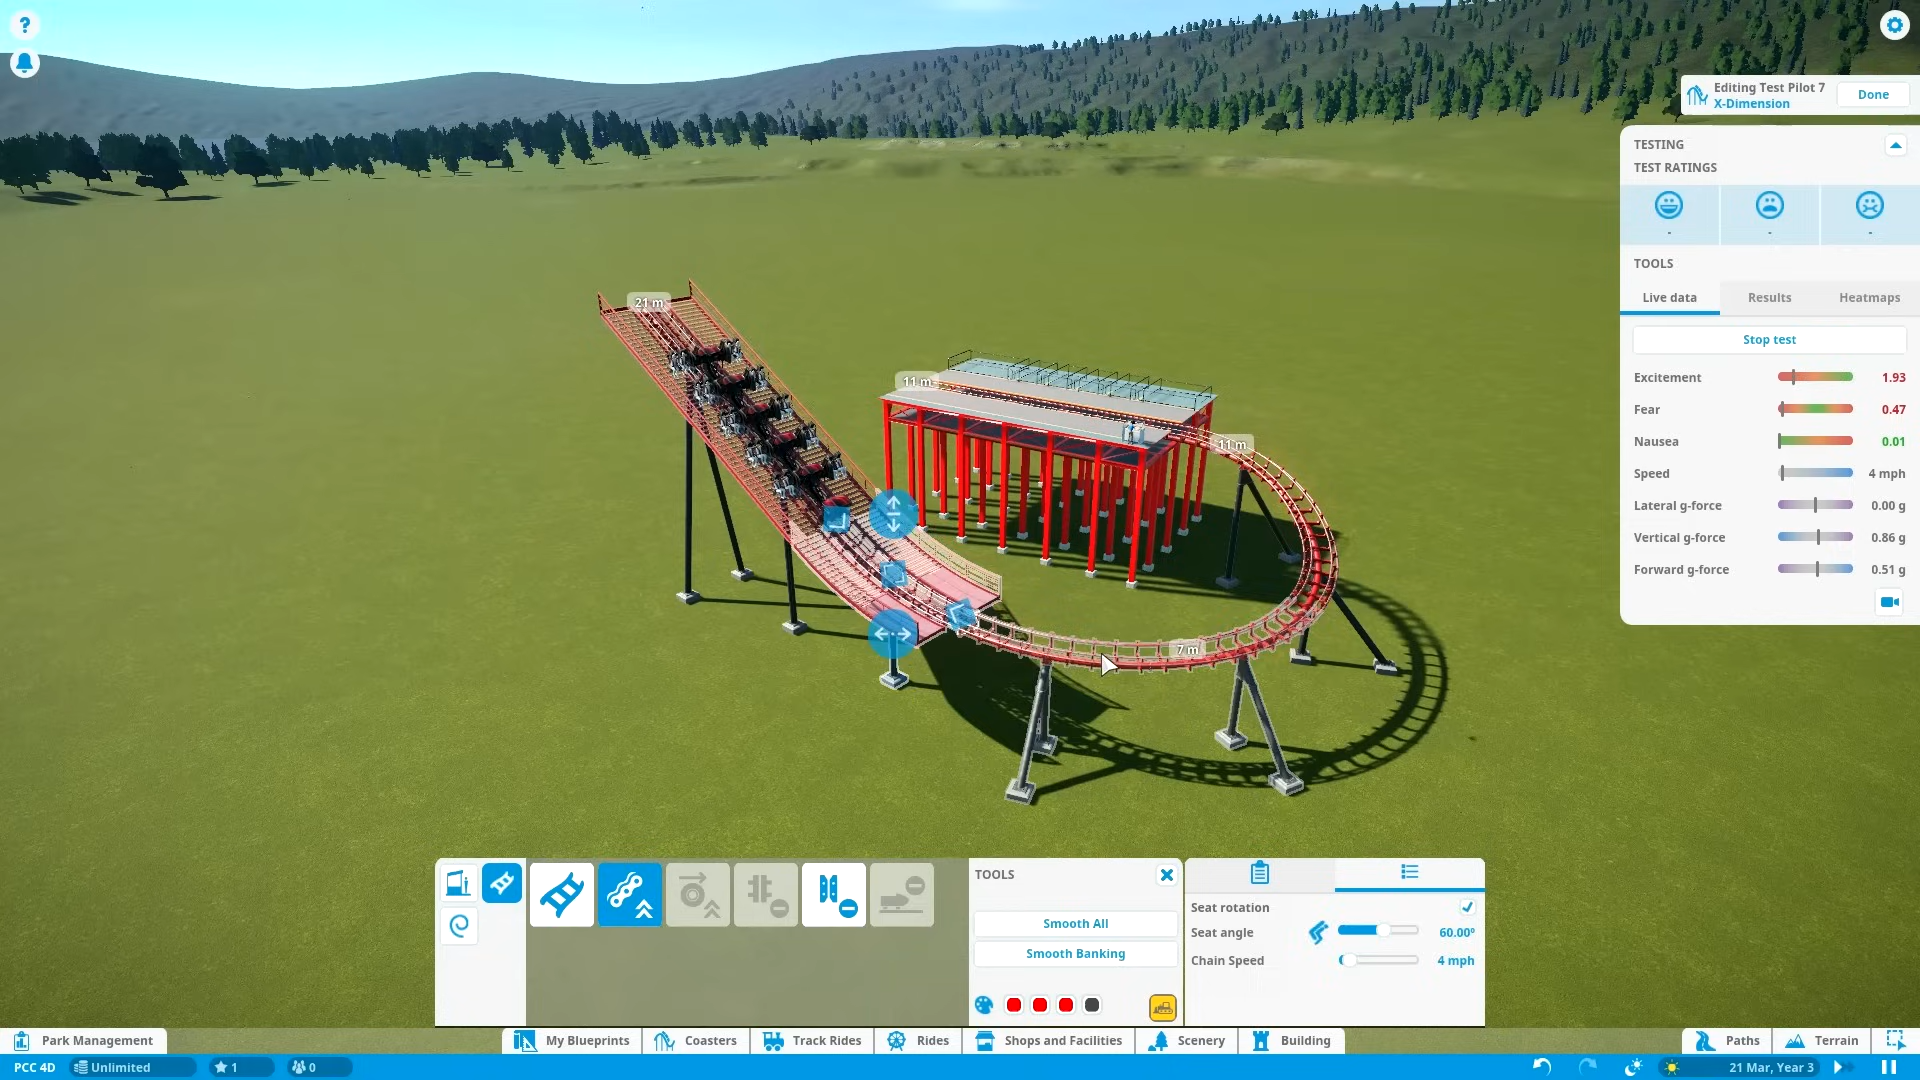 ?
Editing Test Pilot 7
X-Dimension
Done
TESTING
TEST RATINGS
- - -
TOOLS
Live data Results Heatmaps
Stop test
Excitement 1.93
Fear 0.47
Nausea 0.01
Speed 4 mph
Lateral g-force 0.00 g
Vertical g-force 0.86 g
Forward g-force 0.51 g
21 m
11 m
11 m
7 m
TOOLS
Smooth All
Smooth Banking
Seat rotation
Seat angle 60.00°
Chain Speed 4 mph
Park Management My Blueprints Coasters Track Rides Rides Shops and Facilities Scenery Building Paths Terrain
PCC 4D Unlimited 1 0 21 Mar, Year 3